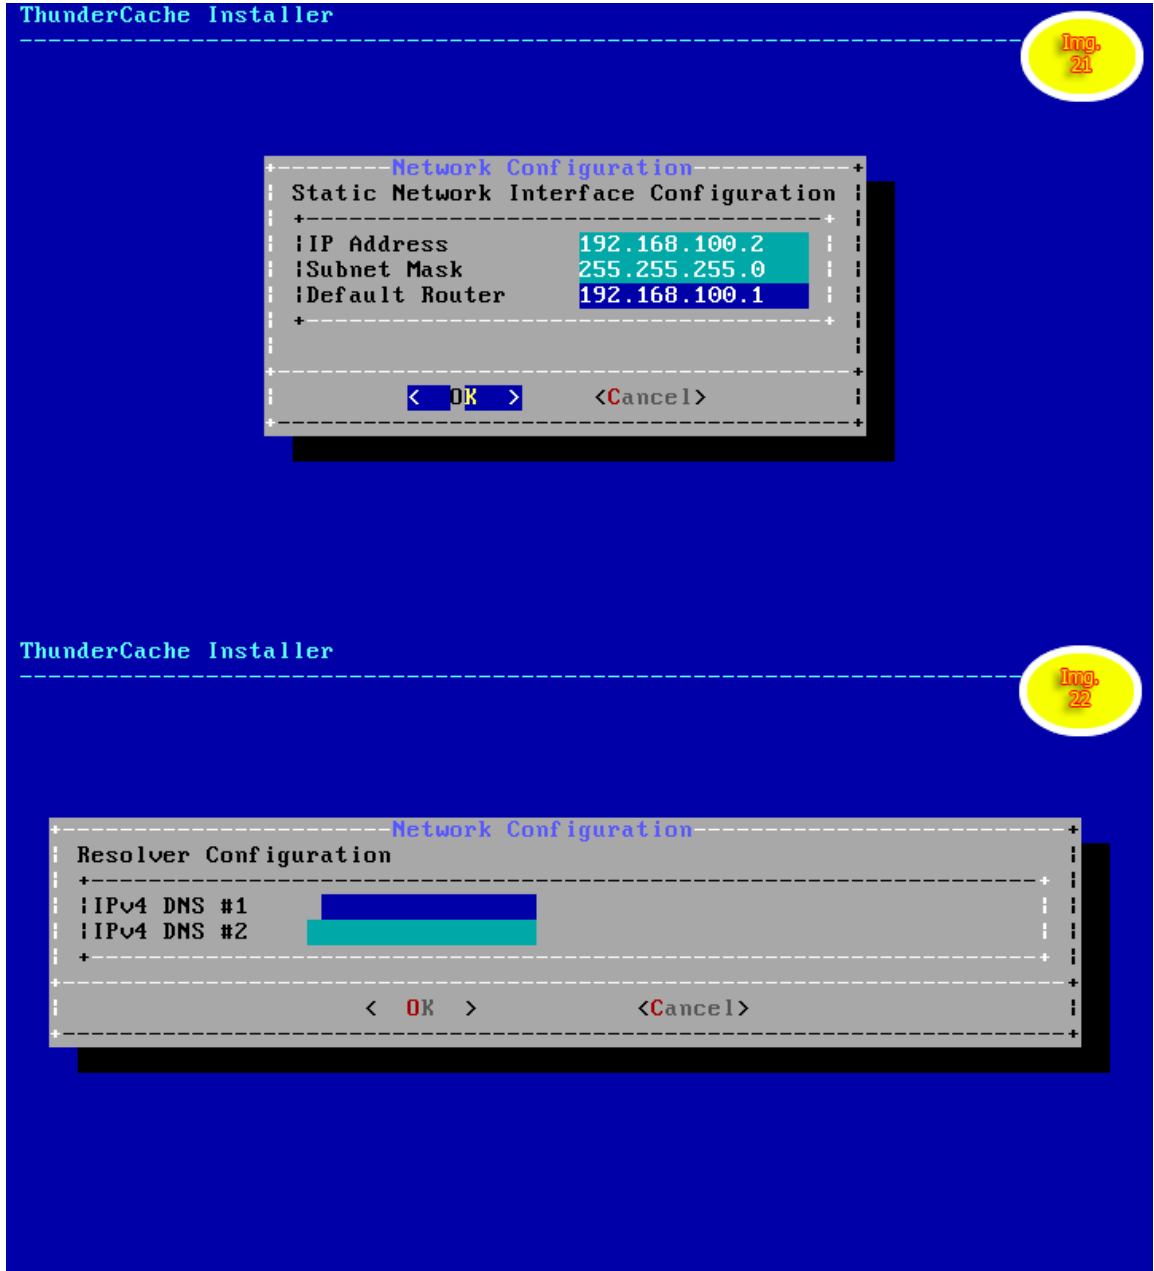 ThunderCache Installer
Img.
21
Network Configuration
Static Network Interface Configuration
IP Address 192.168.100.2
Subnet Mask 255.255.255.0
Default Router 192.168.100.1
< OK > <Cancel>
ThunderCache Installer
Img.
22
Network Configuration
Resolver Configuration
IPv4 DNS #1
IPv4 DNS #2
< OK > <Cancel>